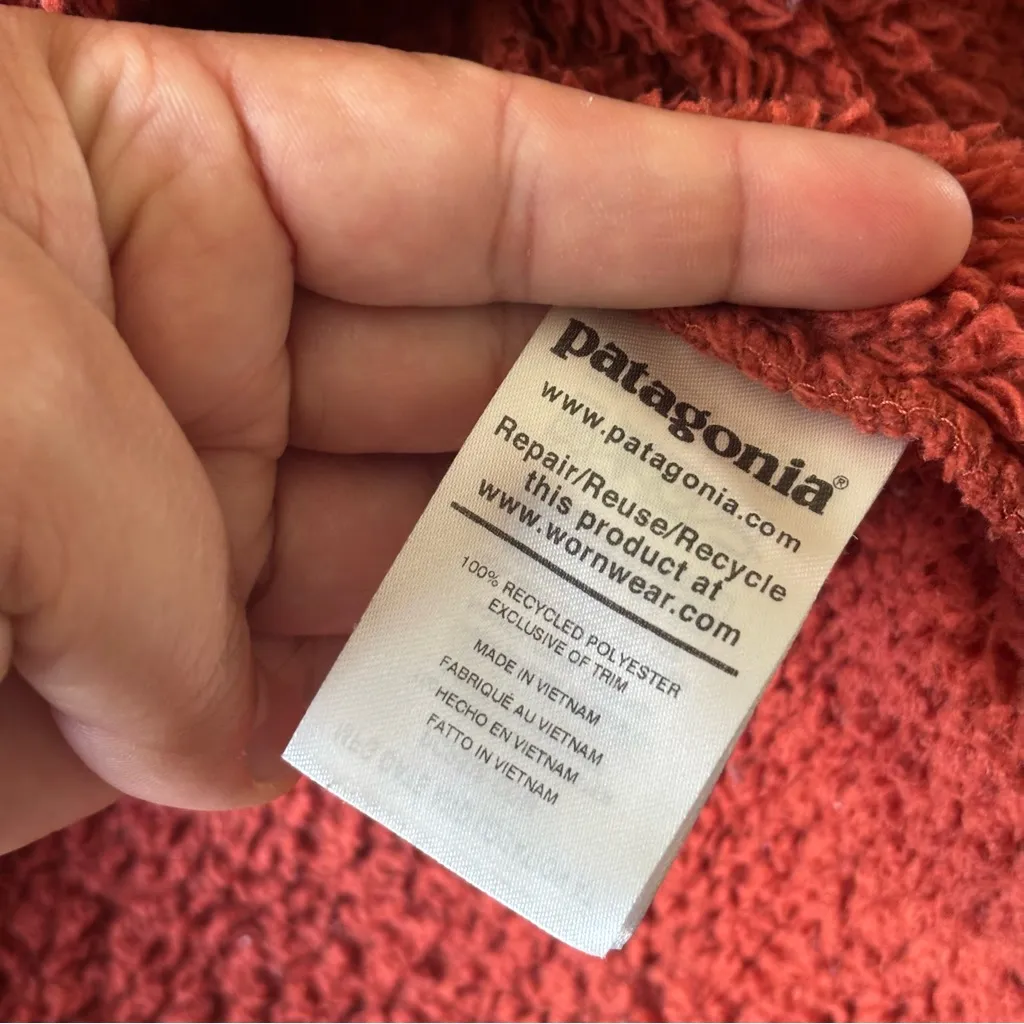 patagonia®
www.patagonia.com
Repair/Reuse/Recycle
this product at
www.wornwear.com
100% RECYCLED POLYESTER
EXCLUSIVE OF TRIM
MADE IN VIETNAM
FABRIQUÉ AU VIETNAM
HECHO EN VIETNAM
FATTO IN VIETNAM